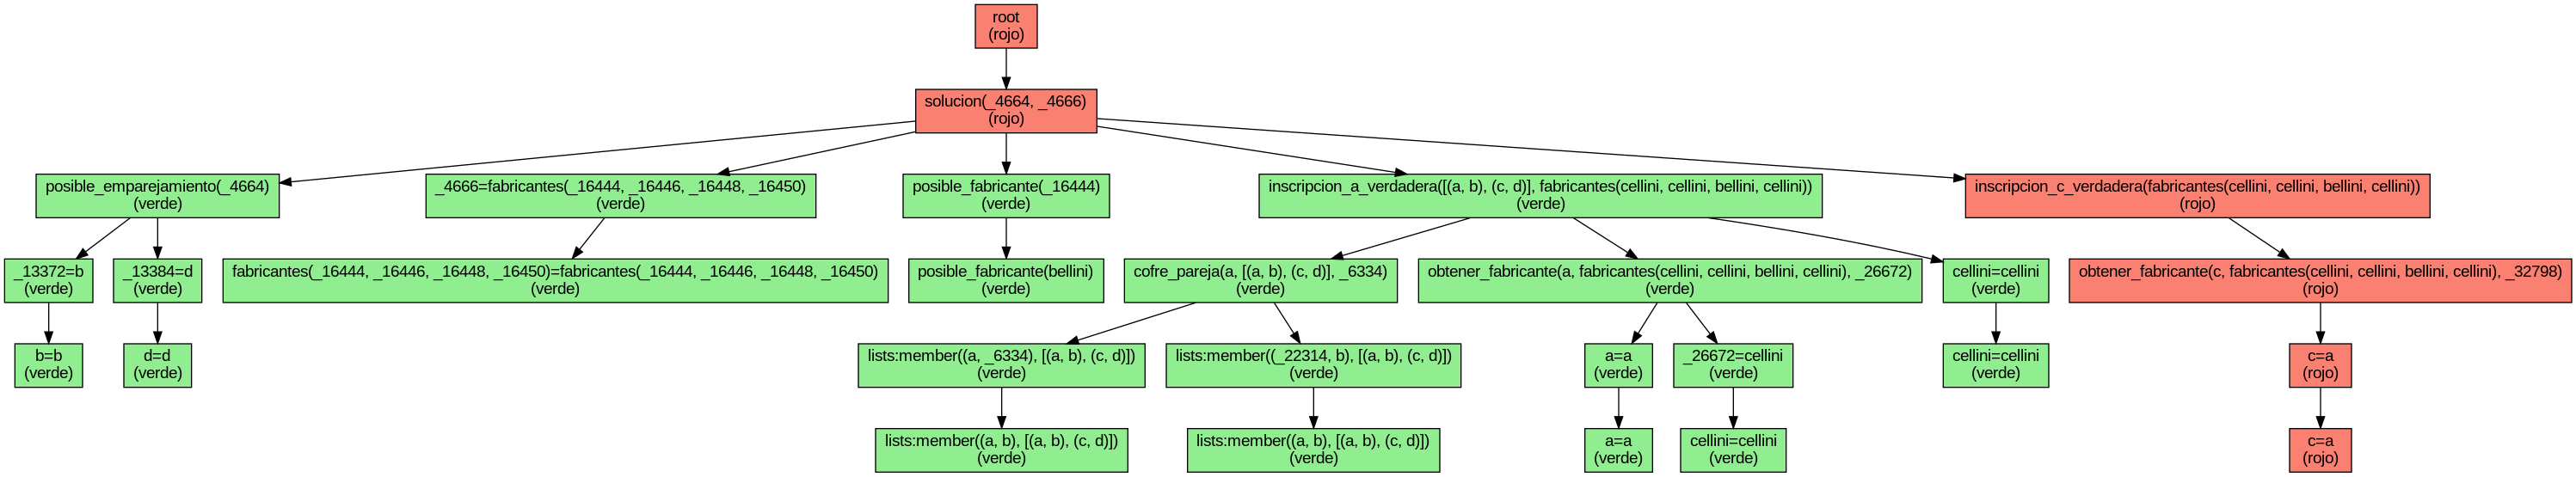 root
(rojo)
solucion(_4664, _4666)
(rojo)
posible_emparejamiento(_4664)
(verde)
_4666=fabricantes(_16444, _16446, _16448, _16450)
(verde)
posible_fabricante(_16444)
(verde)
inscripcion_a_verdadera([(a, b), (c, d)], fabricantes(cellini, cellini, bellini, cellini))
(verde)
inscripcion_c_verdadera(fabricantes(cellini, cellini, bellini, cellini))
(rojo)
_13372=b
(verde)
_13384=d
(verde)
fabricantes(_16444, _16446, _16448, _16450)=fabricantes(_16444, _16446, _16448, _16450)
(verde)
posible_fabricante(bellini)
(verde)
cofre_pareja(a, [(a, b), (c, d)], _6334)
(verde)
obtener_fabricante(a, fabricantes(cellini, cellini, bellini, cellini), _26672)
(verde)
cellini=cellini
(verde)
obtener_fabricante(c, fabricantes(cellini, cellini, bellini, cellini), _32798)
(rojo)
b=b
(verde)
d=d
(verde)
lists:member((a, _6334), [(a, b), (c, d)])
(verde)
lists:member((_22314, b), [(a, b), (c, d)])
(verde)
a=a
(verde)
_26672=cellini
(verde)
cellini=cellini
(verde)
c=a
(rojo)
lists:member((a, b), [(a, b), (c, d)])
(verde)
lists:member((a, b), [(a, b), (c, d)])
(verde)
a=a
(verde)
cellini=cellini
(verde)
c=a
(rojo)